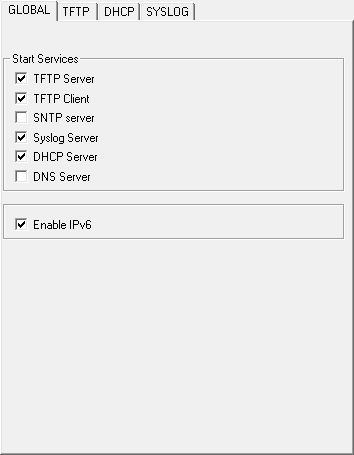 GLOBAL TFTP DHCP SYSLOG
Start Services
TFTP Server
TFTP Client
SNTP server
Syslog Server
DHCP Server
DNS Server
Enable IPv6